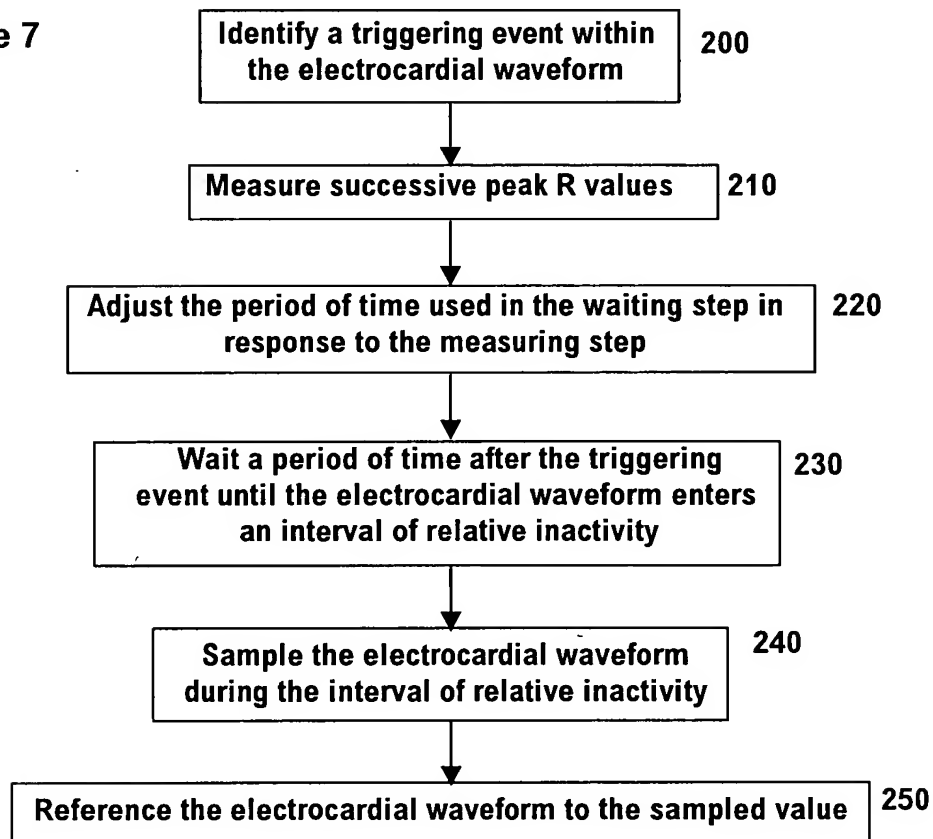 e 7
Identify a triggering event within
the electrocardial waveform
200
Measure successive peak R values
210
Adjust the period of time used in the waiting step in
response to the measuring step
220
Wait a period of time after the triggering
event until the electrocardial waveform enters
an interval of relative inactivity
230
Sample the electrocardial waveform
during the interval of relative inactivity
240
Reference the electrocardial waveform to the sampled value
250